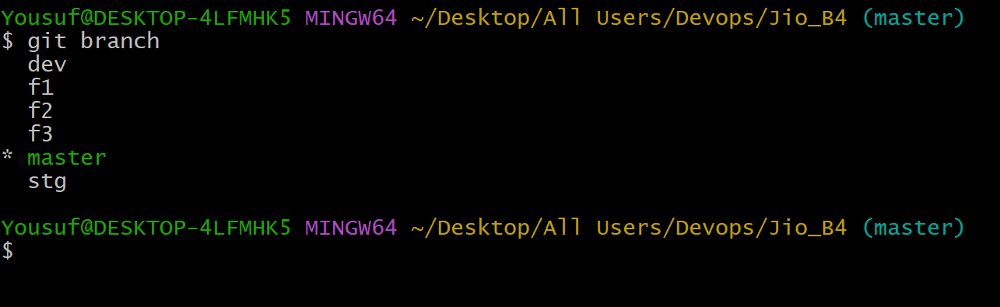 Yousuf@DESKTOP-4LFMHK5 MINGW64 ~/Desktop/All Users/Devops/Jio_B4 (master)
$ git branch
  dev
  f1
  f2
  f3
* master
  stg

Yousuf@DESKTOP-4LFMHK5 MINGW64 ~/Desktop/All Users/Devops/Jio_B4 (master)
$